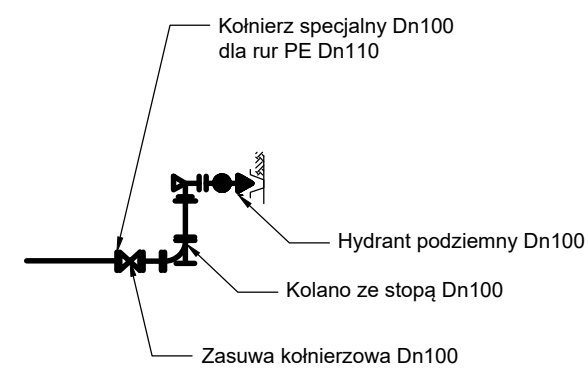 Kołnierz specjalny Dn100
dla rur PE Dn110
Hydrant podziemny Dn100
Kolano ze stopą Dn100
Zasuwa kołnierzowa Dn100